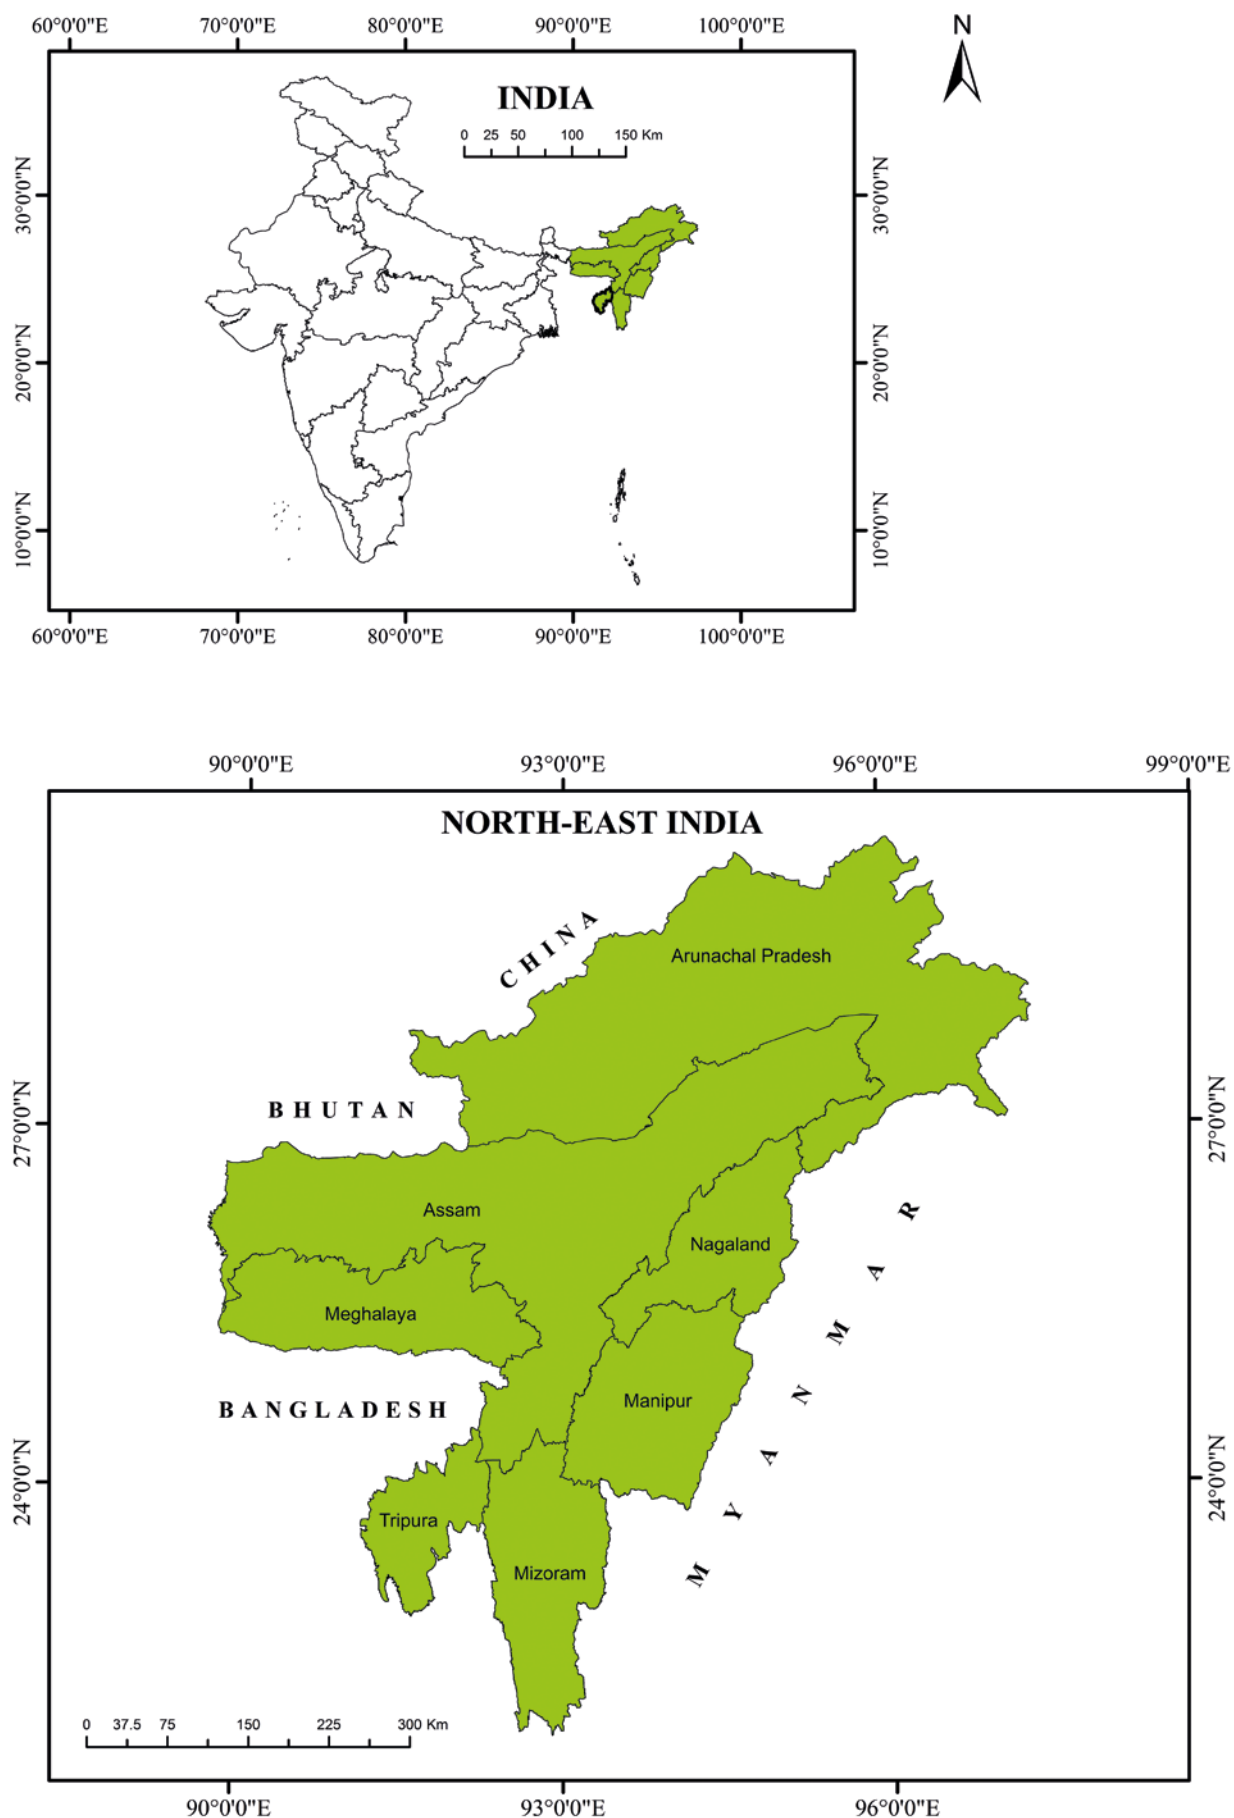 60°0'0"E 70°0'0"E 80°0'0"E 90°0'0"E 100°0'0"E
N
INDIA
0 25 50 100 150 Km
30°0'0"N 30°0'0"N
20°0'0"N 20°0'0"N
10°0'0"N 10°0'0"N
60°0'0"E 70°0'0"E 80°0'0"E 90°0'0"E 100°0'0"E
90°0'0"E 93°0'0"E 96°0'0"E 99°0'0"E
NORTH-EAST INDIA
CHINA
Arunachal Pradesh
BHUTAN
27°0'0"N 27°0'0"N
Assam
Nagaland
Meghalaya
MYANMAR
Manipur
BANGLADESH
24°0'0"N 24°0'0"N
Tripura
Mizoram
0 37.5 75 150 225 300 Km
90°0'0"E 93°0'0"E 96°0'0"E